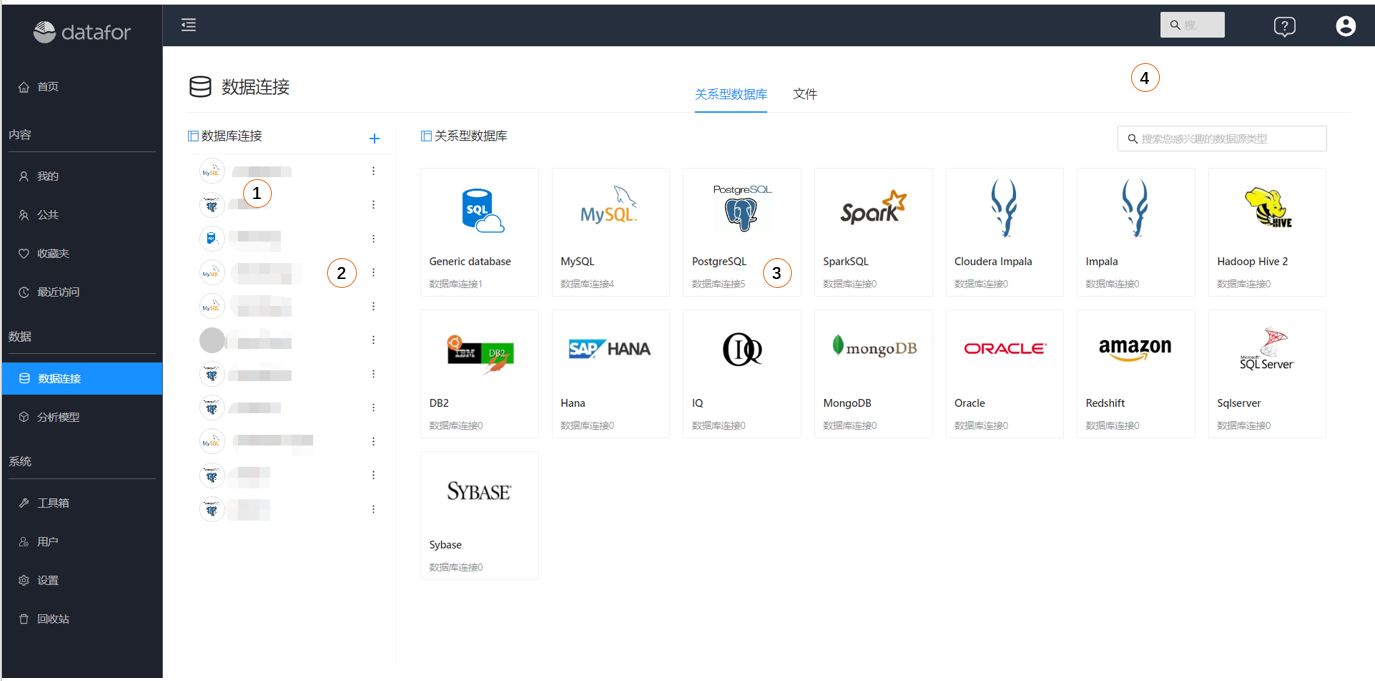 datafor
搜
?
首页
内容
我的
公共
收藏夹
最近访问
数据
数据连接
分析模型
系统
工具箱
用户
设置
回收站
数据连接
关系型数据库
文件
4
数据库连接
+
MySQL
1
SQL
MySQL
2
MySQL
MySQL
关系型数据库
搜索您感兴趣的数据源类型
SQL
Generic database
数据库连接1
MySQL
MySQL
数据库连接4
PostgreSQL
PostgreSQL
数据库连接5
3
Spark
SparkSQL
数据库连接0
Cloudera Impala
数据库连接0
Impala
数据库连接0
HIVE
Hadoop Hive 2
数据库连接0
IBM DB2
DB2
数据库连接0
SAP HANA
Hana
数据库连接0
IQ
IQ
数据库连接0
mongoDB
MongoDB
数据库连接0
ORACLE
Oracle
数据库连接0
amazon
Redshift
数据库连接0
Microsoft
SQL Server
Sqlserver
数据库连接0
SYBASE
Sybase
数据库连接0